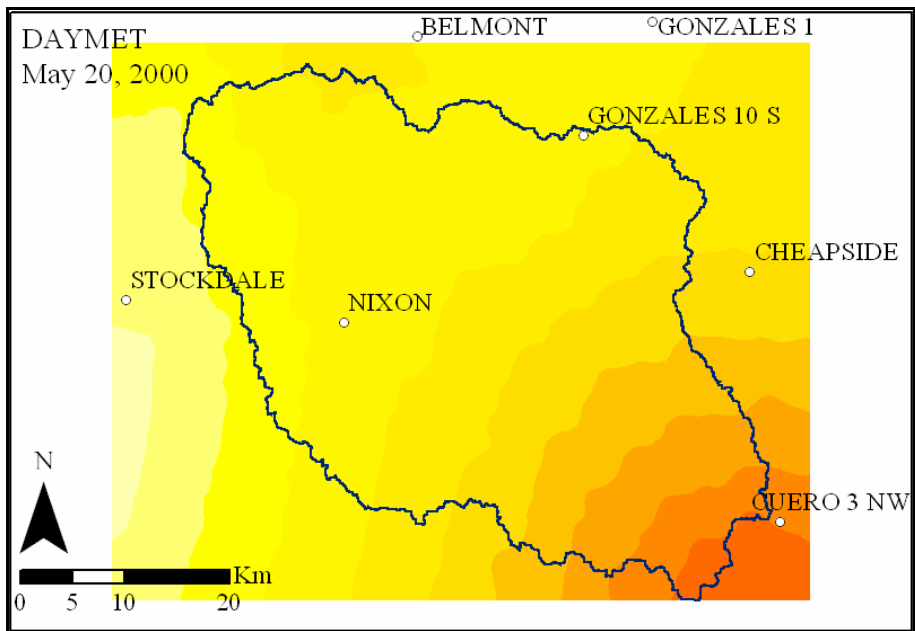 DAYMET
May 20, 2000
BELMONT
GONZALES 1
GONZALES 10 S
CHEAPSIDE
STOCKDALE
NIXON
N
CUERO 3 NW
Km
0 5 10 20